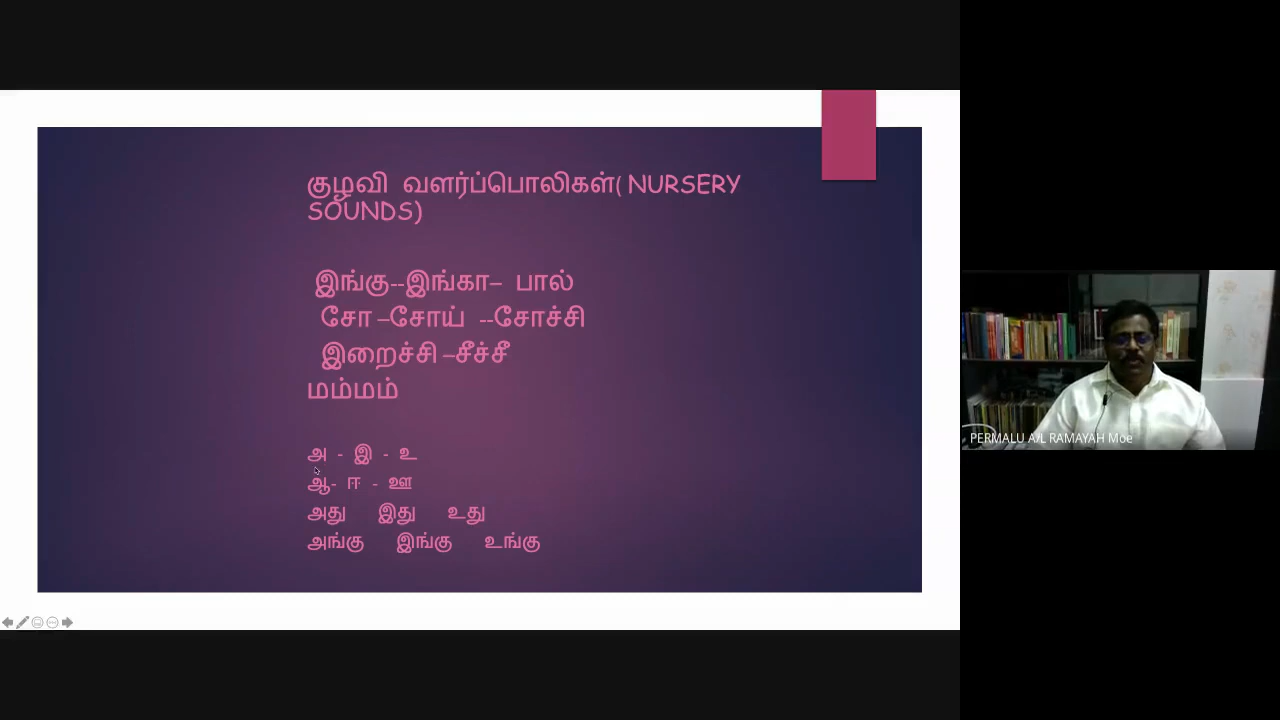 குழவி வளர்ப்பொலிகள்( NURSERY
SOUNDS)
இங்கு--இங்கா– பால்
சோ –சோய் --சோச்சி
இறைச்சி –சீச்சீ
மம்மம்
அ - இ - உ
ஆ- ஈ - ஊ
அது இது உது
அங்கு இங்கு உங்கு
PERMALU A/L RAMAYAH Moe